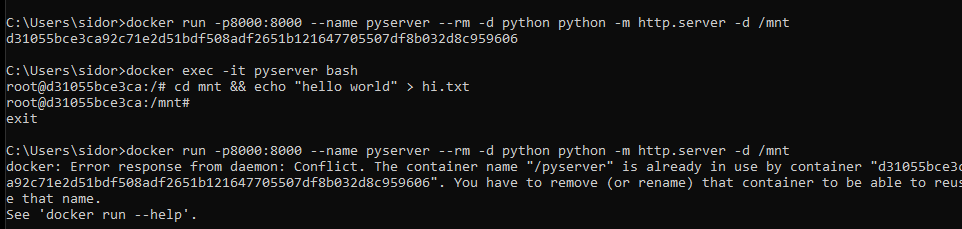 C:\Users\sidor>docker run -p8000:8000 --name pyserver --rm -d python python -m http.server -d /mnt
d31055bce3ca92c71e2d51bdf508adf2651b121647705507df8b032d8c959606
C:\Users\sidor>docker exec -it pyserver bash
root@d31055bce3ca:/# cd mnt && echo "hello world" > hi.txt
root@d31055bce3ca:/mnt#
exit
C:\Users\sidor>docker run -p8000:8000 --name pyserver --rm -d python python -m http.server -d /mnt
docker: Error response from daemon: Conflict. The container name "/pyserver" is already in use by container "d31055bce3c
a92c71e2d51bdf508adf2651b121647705507df8b032d8c959606". You have to remove (or rename) that container to be able to reus
e that name.
See 'docker run --help'.